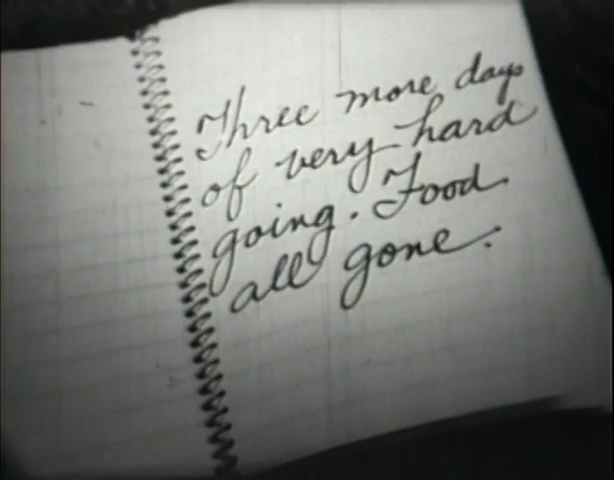 Three more days
of very hard
going. Food
all gone.